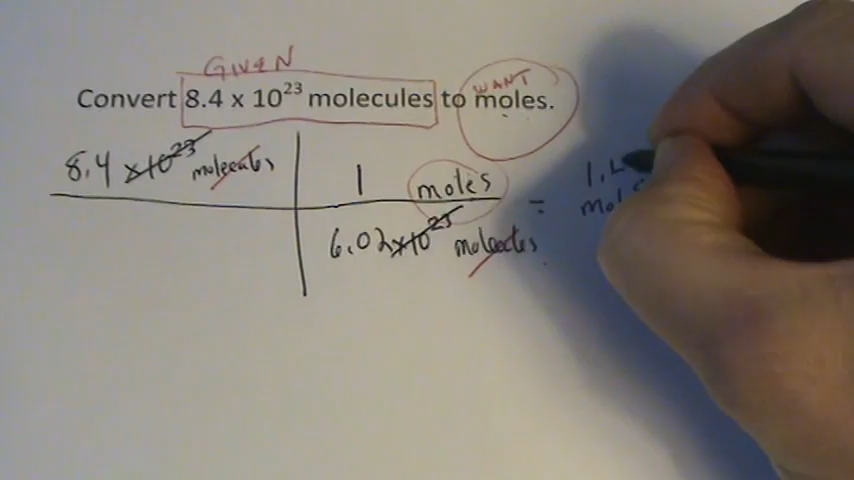 GIVEN
WANT
Convert 8.4 x 10²³ molecules to moles.
8.4 x10²³ molecules 1 moles =
6.02x10²³ molecules